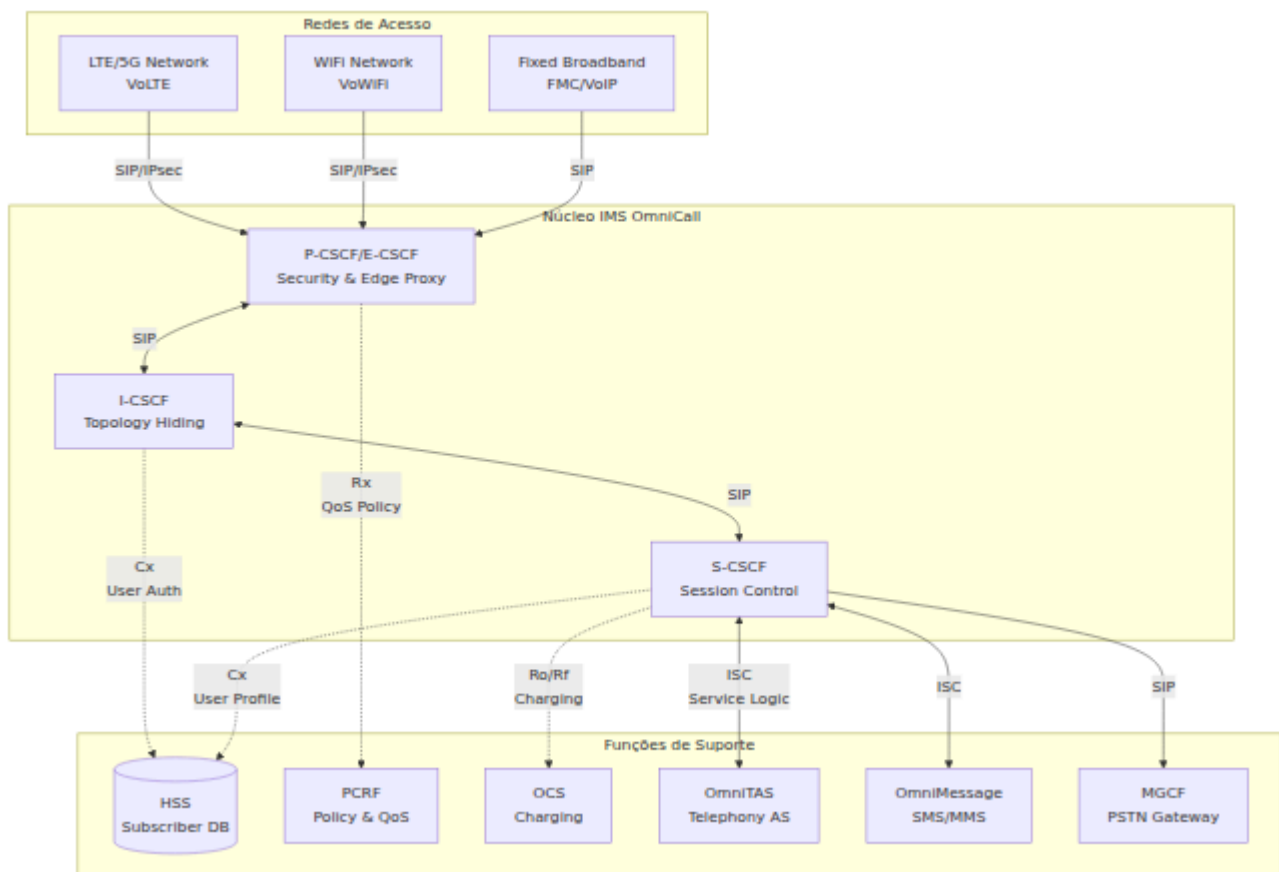 Redes de Acesso
LTE/5G Network
VoLTE
WiFi Network
VoWiFi
Fixed Broadband
FMC/VoIP
SIP/IPsec
SIP/IPsec
SIP
Núcleo IMS OmniCall
P-CSCF/E-CSCF
Security & Edge Proxy
SIP
I-CSCF
Topology Hiding
Rx
QoS Policy
SIP
Cx
User Auth
S-CSCF
Session Control
Cx
User Profile
Ro/Rf
Charging
ISC
Service Logic
ISC
SIP
Funções de Suporte
HSS
Subscriber DB
PCRF
Policy & QoS
OCS
Charging
OmniTAS
Telephony AS
OmniMessage
SMS/MMS
MGCF
PSTN Gateway